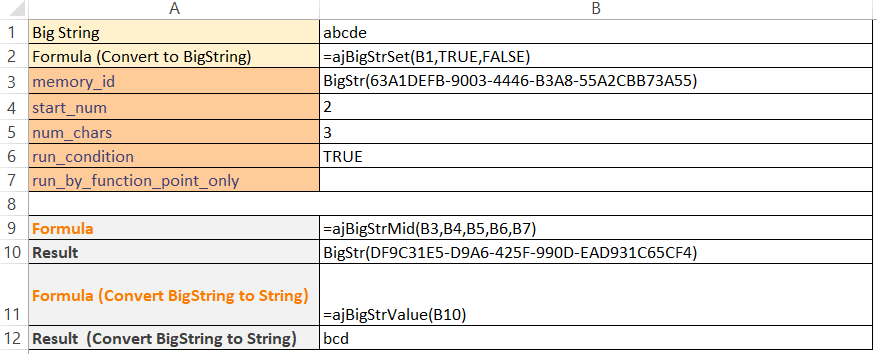 A B
1 Big String abcde
2 Formula (Convert to BigString) =ajBigStrSet(B1,TRUE,FALSE)
3 memory_id BigStr(63A1DEFB-9003-4446-B3A8-55A2CBB73A55)
4 start_num 2
5 num_chars 3
6 run_condition TRUE
7 run_by_function_point_only
8
9 Formula =ajBigStrMid(B3,B4,B5,B6,B7)
10 Result BigStr(DF9C31E5-D9A6-425F-990D-EAD931C65CF4)
11 Formula (Convert BigString to String) =ajBigStrValue(B10)
12 Result  (Convert BigString to String) bcd